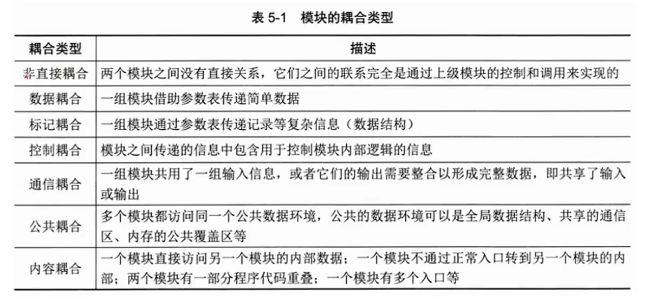 表 5-1 模块的耦合类型
耦合类型 描述
非直接耦合 两个模块之间没有直接关系，它们之间的联系完全是通过上级模块的控制和调用来实现的
数据耦合 一组模块借助参数表传递简单数据
标记耦合 一组模块通过参数表传递记录等复杂信息（数据结构）
控制耦合 模块之间传递的信息中包含用于控制模块内部逻辑的信息
通信耦合 一组模块共用了一组输入信息，或者它们的输出需要整合以形成完整数据，即共享了输入
或输出
公共耦合 多个模块都访问同一个公共数据环境，公共的数据环境可以是全局数据结构、共享的通信
区、内存的公共覆盖区等
内容耦合 一个模块直接访问另一个模块的内部数据；一个模块不通过正常入口转到另一个模块的内
部；两个模块有一部分程序代码重叠；一个模块有多个入口等